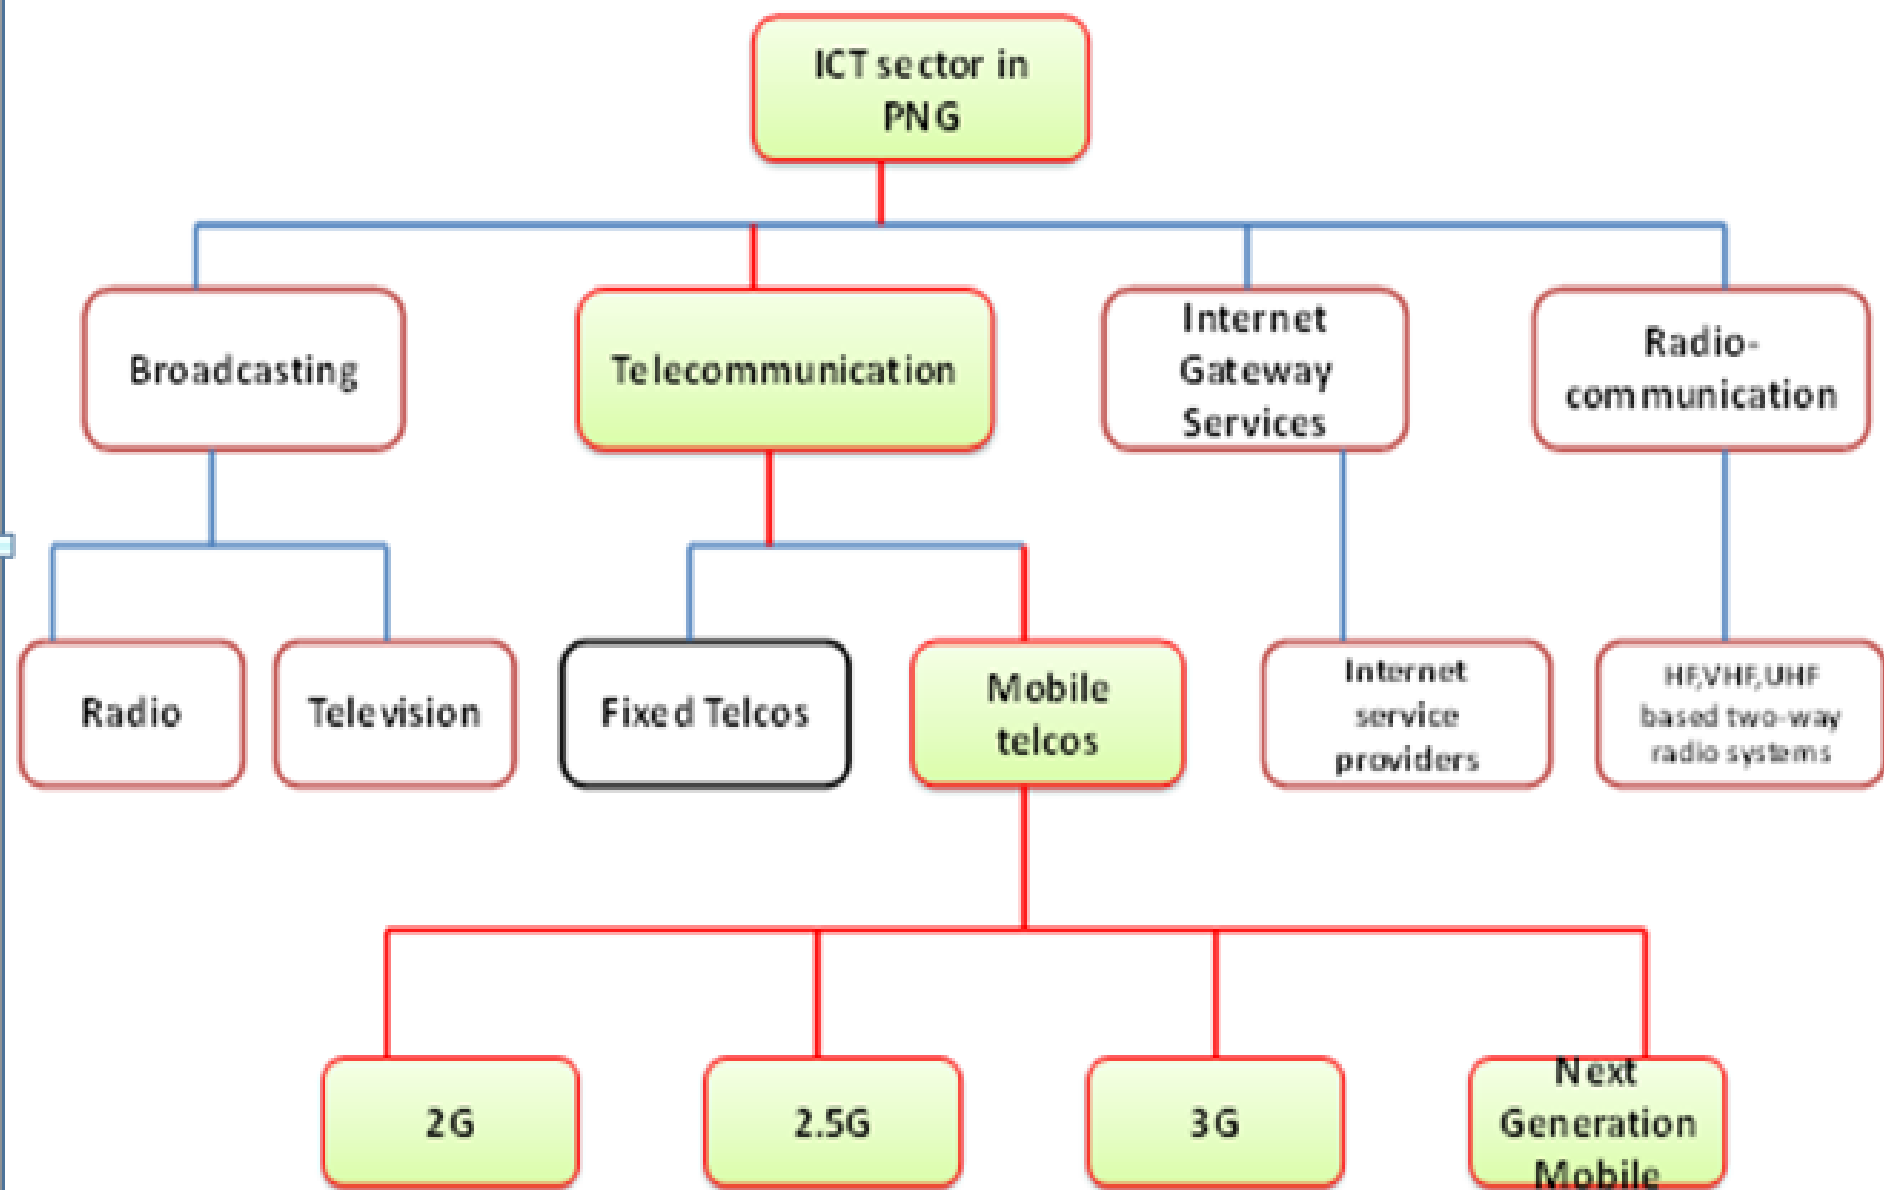 ICT sector in
PNG
Broadcasting
Telecommunication
Internet
Gateway
Services
Radio-
communication
Radio
Television
Fixed Telcos
Mobile
telcos
Internet
service
providers
HF,VHF,UHF
based two-way
radio systems
2G
2.5G
3G
Next
Generation
Mobile